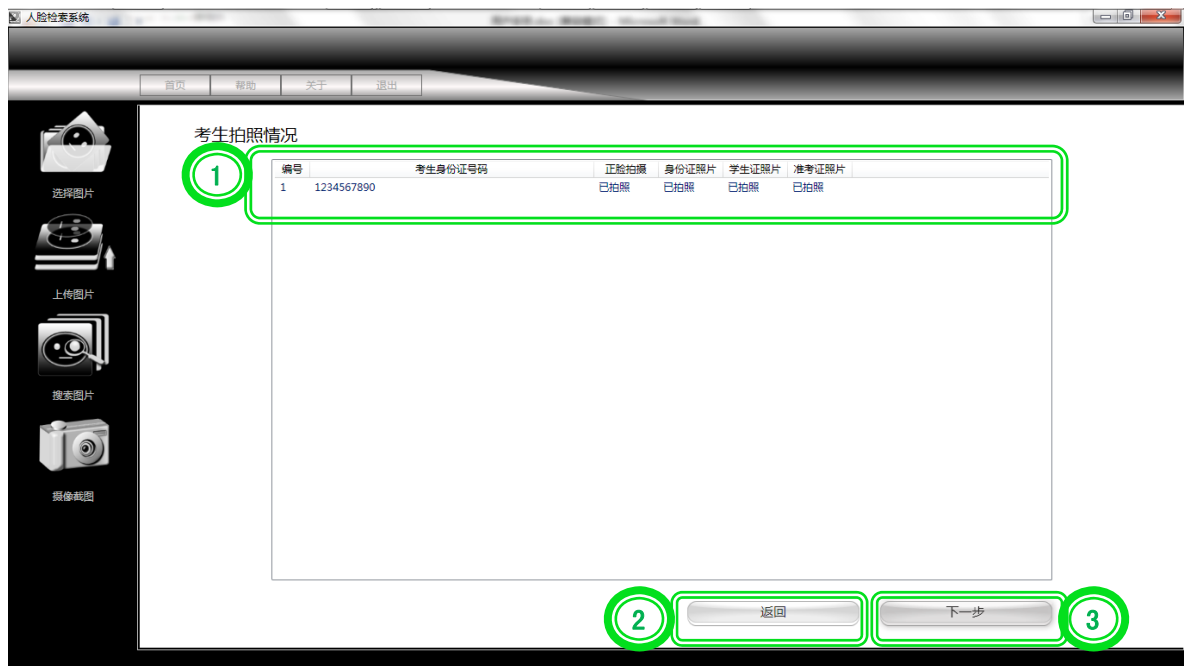 人脸检索系统
首页 帮助 关于 退出
考生拍照情况
1
编号 考生身份证号码 正脸拍摄 身份证照片 学生证照片 准考证照片
1 1234567890 已拍照 已拍照 已拍照 已拍照
选择图片
上传图片
搜索图片
摄像截图
2 返回 下一步 3